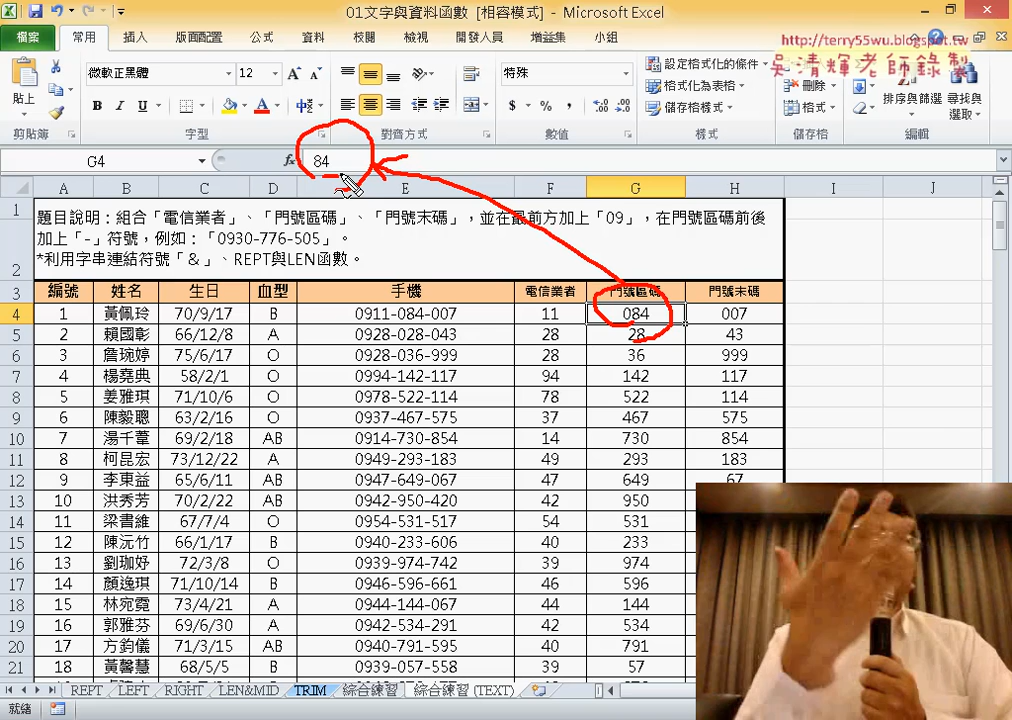 01文字與資料函數 [相容模式] - Microsoft Excel
檔案 常用 插入 版面配置 公式 資料 校閱 檢視 開發人員 增益集 小組
http://terry55wu.blogspot.tw
吳清輝老師錄製
貼上 微軟正黑體 12 特殊 設定格式化的條件 格式化為表格 儲存格樣式 刪除 格式 排序與篩選 尋找與選取
B I U 中 $ % ,
剪貼簿 字型 對齊方式 數值 樣式 儲存格 編輯
G4 fx 84
A B C D E F G H I J
1 題目說明：組合「電信業者」、「門號區碼」、「門號末碼」，並在最前方加上「09」，在門號區碼前後
加上「-」符號，例如：「0930-776-505」。
2 *利用字串連結符號「&」、REPT與LEN函數。
3 編號 姓名 生日 血型 手機 電信業者 門號區碼 門號末碼
4 1 黃佩玲 70/9/17 B 0911-084-007 11 084 007
5 2 賴國彰 66/12/8 A 0928-028-043 28 28 43
6 3 詹琬婷 75/6/17 O 0928-036-999 28 36 999
7 4 楊堯典 58/2/1 O 0994-142-117 94 142 117
8 5 姜雅琪 71/10/6 O 0978-522-114 78 522 114
9 6 陳毅聰 63/2/16 O 0937-467-575 37 467 575
10 7 湯千葦 69/2/18 AB 0914-730-854 14 730 854
11 8 柯昆宏 73/12/22 A 0949-293-183 49 293 183
12 9 李東益 65/6/11 AB 0947-649-067 47 649 67
13 10 洪秀芳 70/2/22 AB 0942-950-420 42 950
14 11 梁書維 67/7/4 O 0954-531-517 54 531
15 12 陳沅竹 66/1/17 B 0940-233-606 40 233
16 13 劉珈妤 72/3/8 O 0939-974-742 39 974
17 14 顏逸琪 71/10/14 B 0946-596-661 46 596
18 15 林宛霓 73/4/21 A 0944-144-067 44 144
19 16 郭雅芬 69/6/30 A 0942-534-291 42 534
20 17 方鈞儀 71/3/15 AB 0940-791-595 40 791
21 18 黃馨慧 68/5/5 B 0939-057-558 39 57
REPT LEFT RIGHT LEN&MID TRIM 綜合練習 綜合練習 (TEXT)
就緒